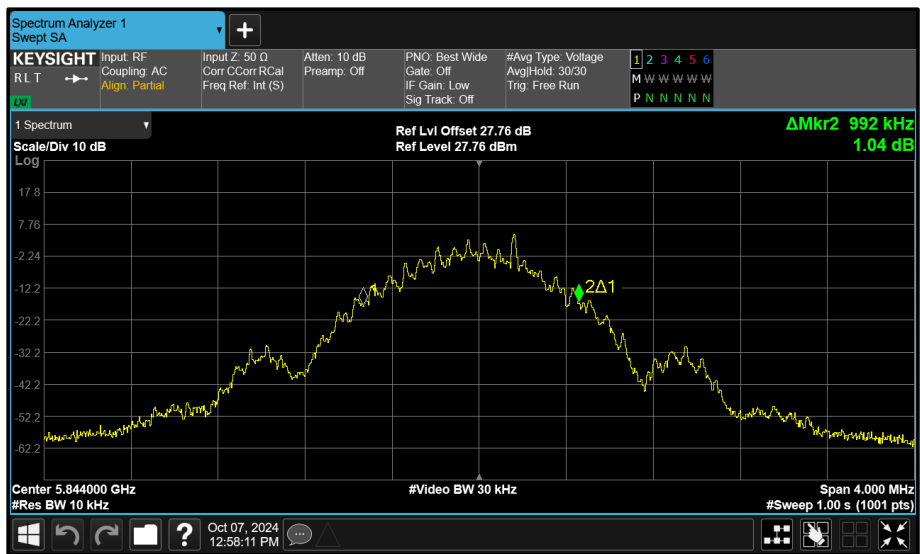 Spectrum Analyzer 1
Swept SA
KEYSIGHT
R L T
LXI
Input: RF
Coupling: AC
Align: Partial
Input Z: 50 Ω
Corr CCorr RCal
Freq Ref: Int (S)
Atten: 10 dB
Preamp: Off
PNO: Best Wide
Gate: Off
IF Gain: Low
Sig Track: Off
#Avg Type: Voltage
Avg|Hold: 30/30
Trig: Free Run
1 2 3 4 5 6
M W W W W W
P N N N N N
1 Spectrum
Scale/Div 10 dB
Ref Lvl Offset 27.76 dB
Ref Level 27.76 dBm
ΔMkr2 992 kHz
1.04 dB
Log
17.8
7.76
-2.24
-12.2
-22.2
-32.2
-42.2
-52.2
-62.2
2Δ1
Center 5.844000 GHz
#Res BW 10 kHz
#Video BW 30 kHz
Span 4.000 MHz
#Sweep 1.00 s (1001 pts)
?
Oct 07, 2024
12:58:11 PM